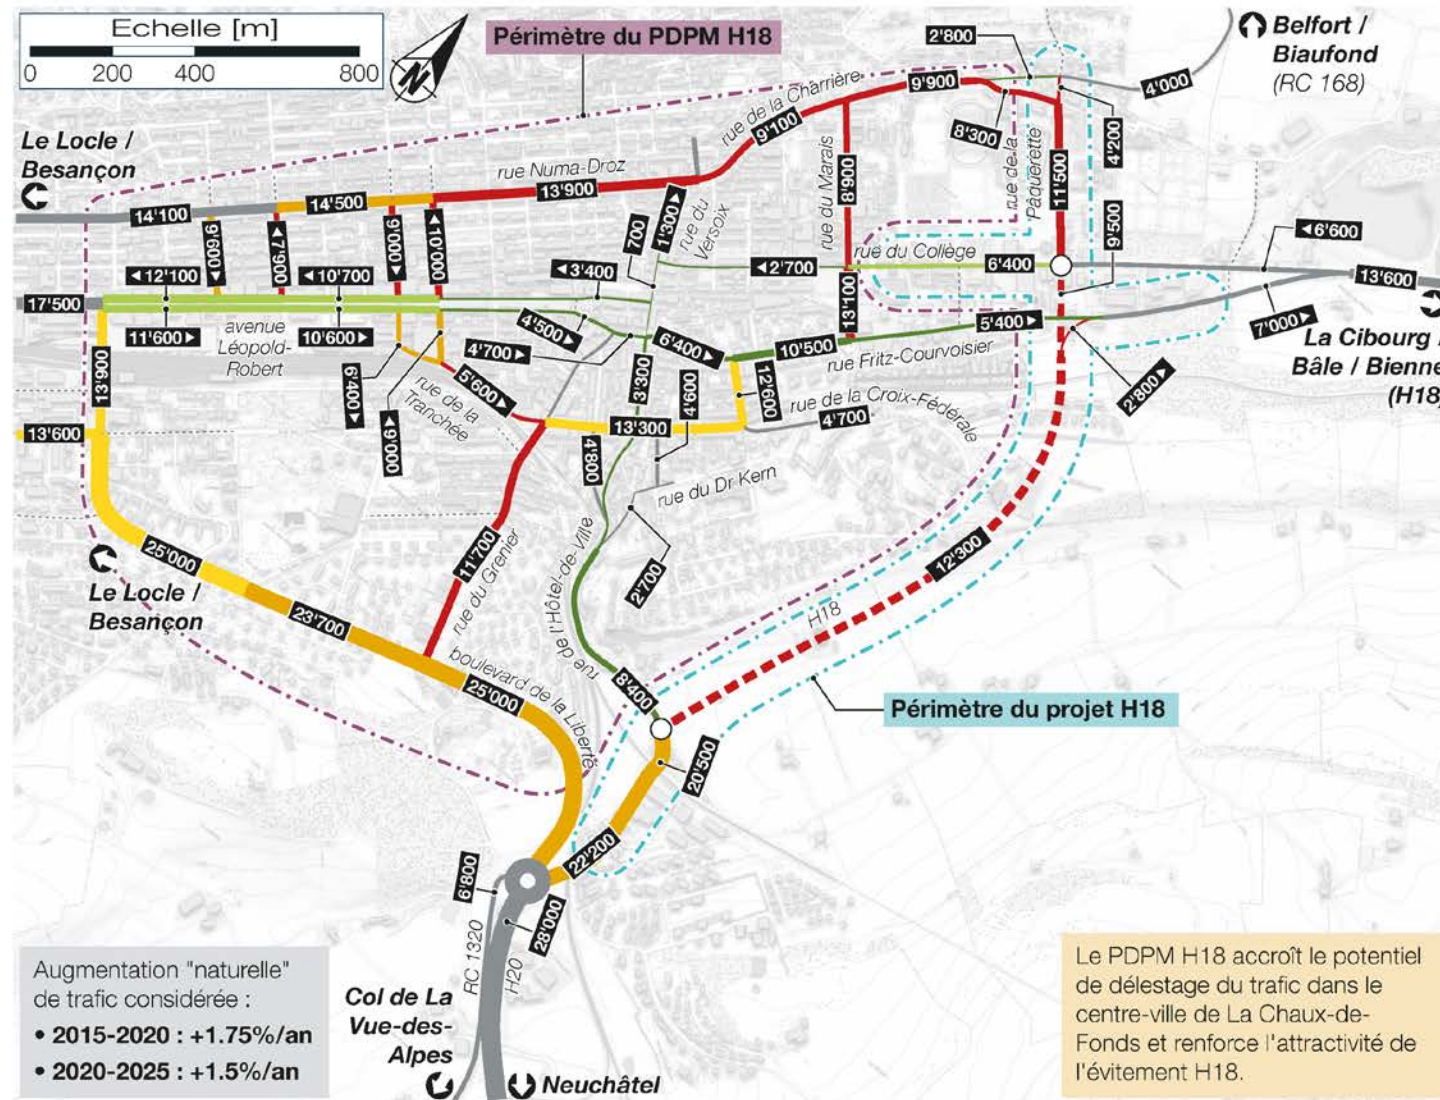 Echelle [m]
0 200 400 800
N
Périmètre du PDPM H18
Belfort /
Biaufond
(RC 168)
2'800
4'000
9'900
8'300
4'200
rue de la Charrière
9'100
Le Locle /
Besançon
rue Numa-Droz
13'900
14'500
14'100
rue du Marais
8'900
rue de la
Pâquerette
11'500
9'500
9'600
◄7'900
9'000
◄10'000
700
1'300►
rue du
Versoix
rue du Collège
6'400
◄2'700
◄3'400
◄6'600
13'600
◄12'100
◄10'700
17'500
11'600►
10'600►
avenue
Léopold-
Robert
4'500►
4'700►
6'400►
13'100
10'500
5'400►
7'000►
rue Fritz-Courvoisier
La Cibourg /
Bâle / Bienne
(H18)
2'800►
13'900
13'600
6'400►
◄9'000
5'600►
rue de la
Tranchée
3'300
4'600
12'600
13'300
rue de la Croix-Fédérale
4'700
4'800
rue du Dr Kern
2'700
11'700
rue du Grenier
rue de l'Hôtel-de-Ville
25'000
Le Locle /
Besançon
23'700
boulevard de la Liberté
25'000
8'400
12'300
H18
Périmètre du projet H18
20'500
22'200
6'800
28'000
RC 1320
H20
Col de La
Vue-des-
Alpes
Neuchâtel
Augmentation "naturelle"
de trafic considérée :
• 2015-2020 : +1.75%/an
• 2020-2025 : +1.5%/an
Le PDPM H18 accroît le potentiel
de délestage du trafic dans le
centre-ville de La Chaux-de-
Fonds et renforce l'attractivité de
l'évitement H18.